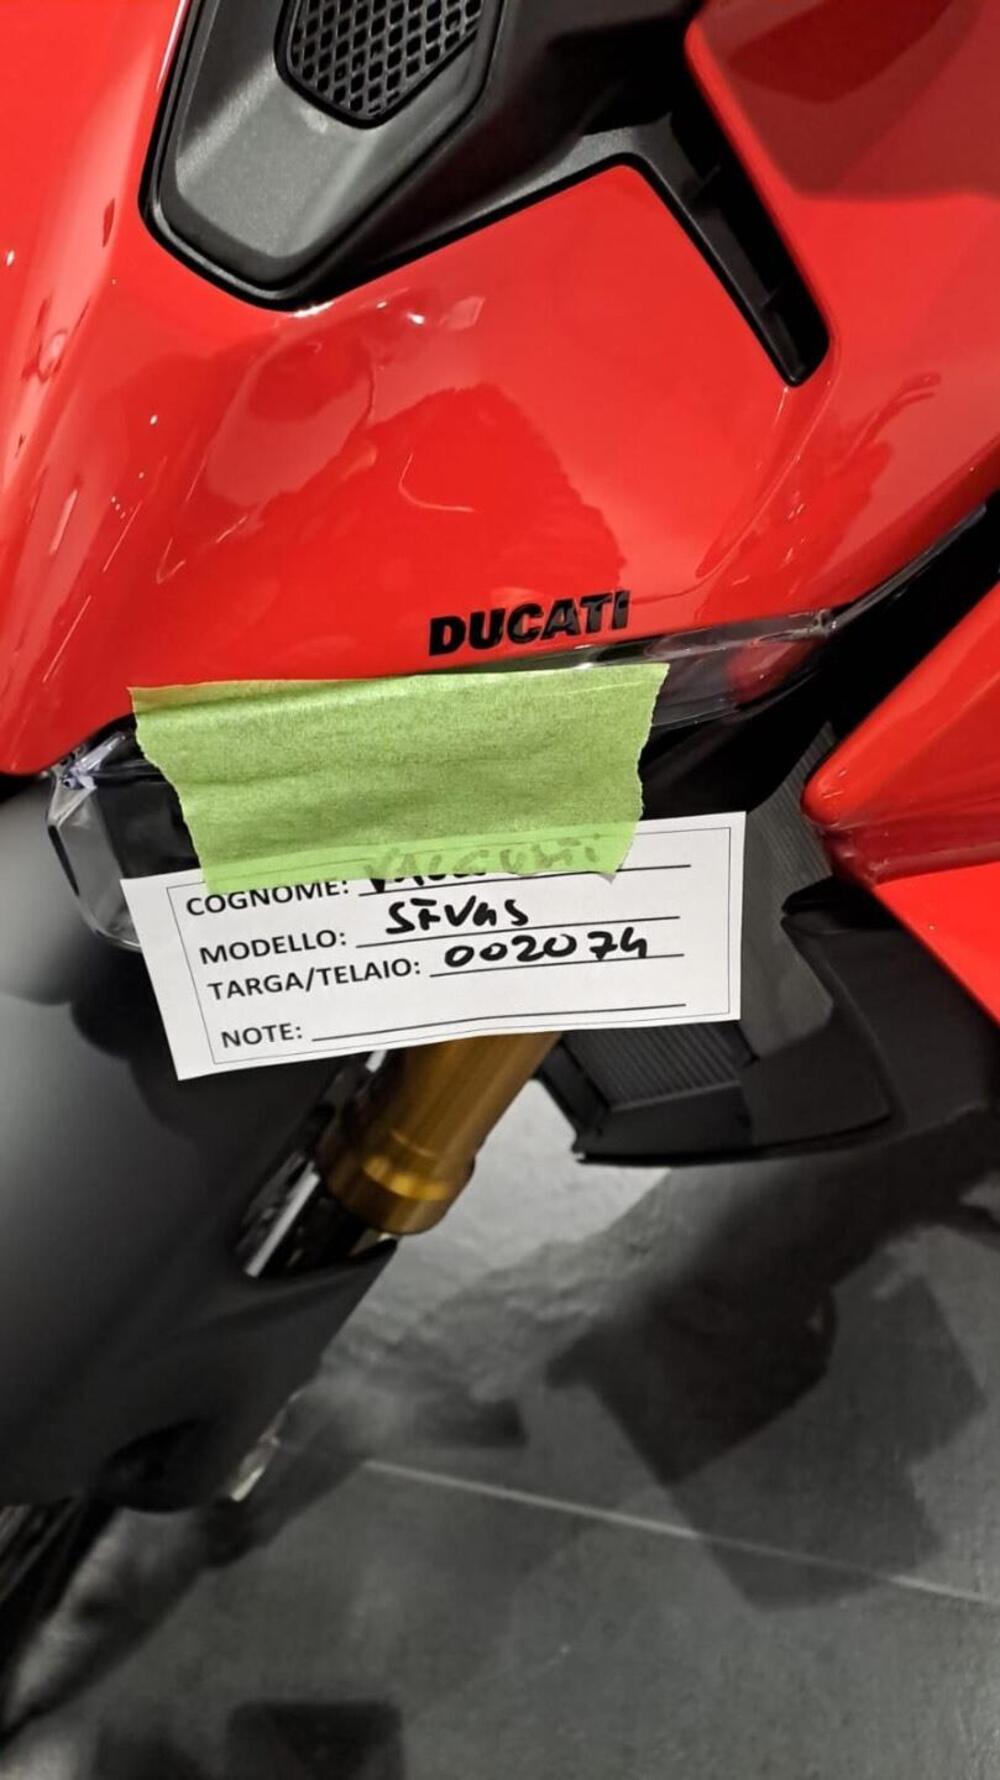 DUCATI
COGNOME:
MODELLO: SFV4S
TARGA/TELAIO: 002074
NOTE: